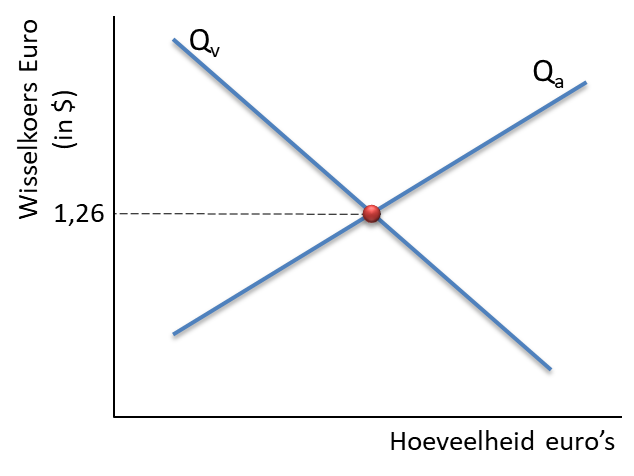 Wisselkoers Euro
(in $)
Qv
Qa
1,26
Hoeveelheid euro’s